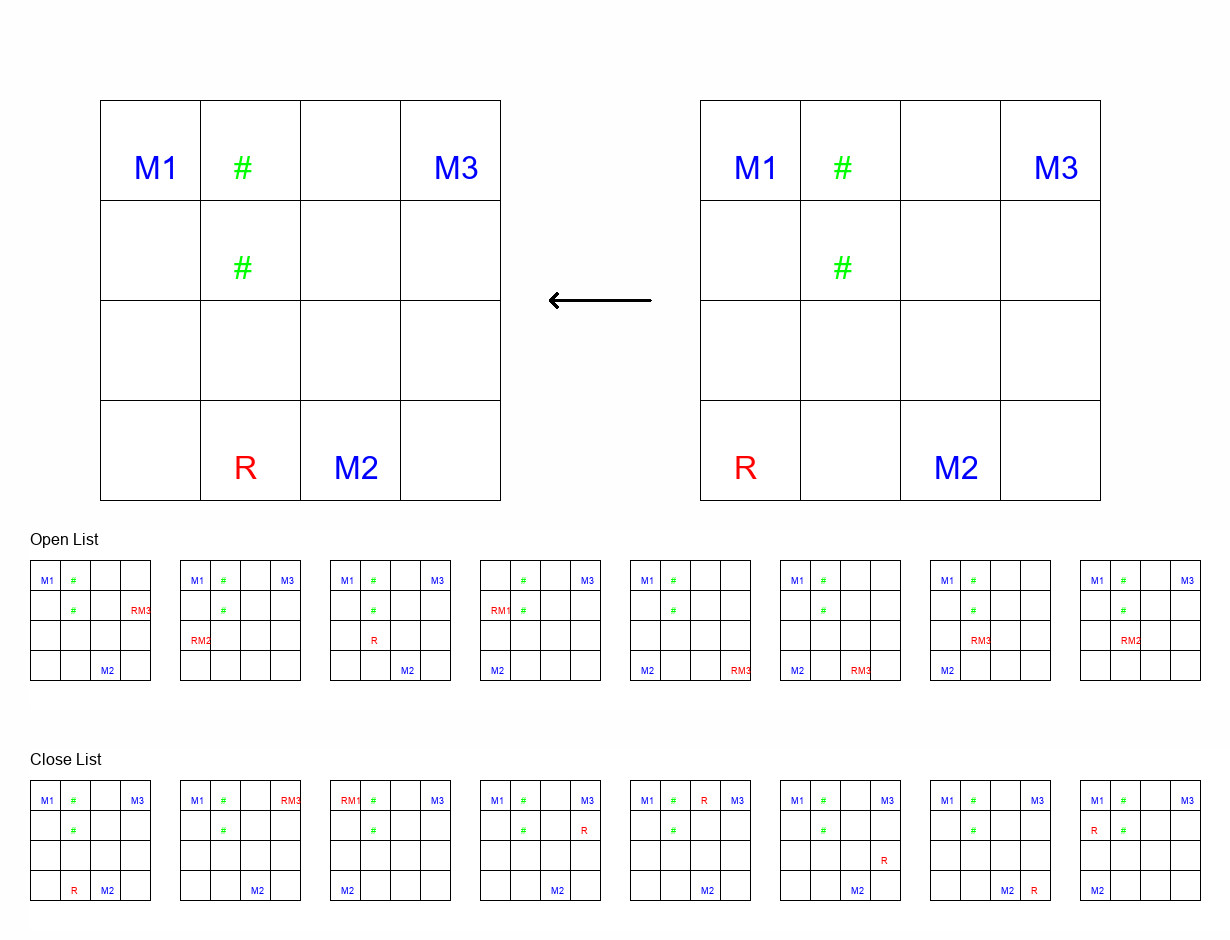 M1 # M3 M1 # M3
# #
R M2 R M2
Open List
M1 # M1 # M3 M1 # M3 # M3 M1 # M1 # M1 # M1 # M3
# RM3 # # RM1 # # # # #
RM2 R RM3 RM2
M2 M2 M2 M2 RM3 M2 RM3 M2
Close List
M1 # M3 M1 # RM3 RM1 # M3 M1 # M3 M1 # R M3 M1 # M3 M1 # M3 M1 # M3
# # # # R # # # R #
R
R M2 M2 M2 M2 M2 M2 M2 R M2